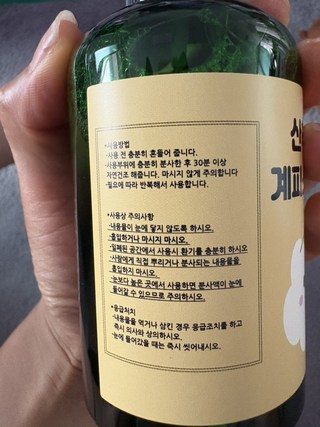 *사용방법
-사용 전 충분히 흔들어 줍니다.
-사용부위에 충분히 분사한 후 30분 이상
자연건조 해줍니다. 마시지 않게 주의합니다
-필요에 따라 반복해서 사용합니다.
*사용상 주의사항
-내용물이 눈에 닿지 않도록 하시오.
-흡입하거나 마시지 마시오.
-밀폐된 공간에서 사용시 환기를 충분히 하시오
-사람에게 직접 뿌리거나 분사되는 내용물을
흡입하지 마시오.
-눈보다 높은 곳에서 사용하면 분사액이 눈에
들어갈 수 있으므로 주의하시오.
*응급처치
-내용물을 먹거나 삼킨 경우 응급조치를 하고
즉시 의사와 상의하시오.
-눈에 들어갔을 때는 즉시 씻어내시오.
계피